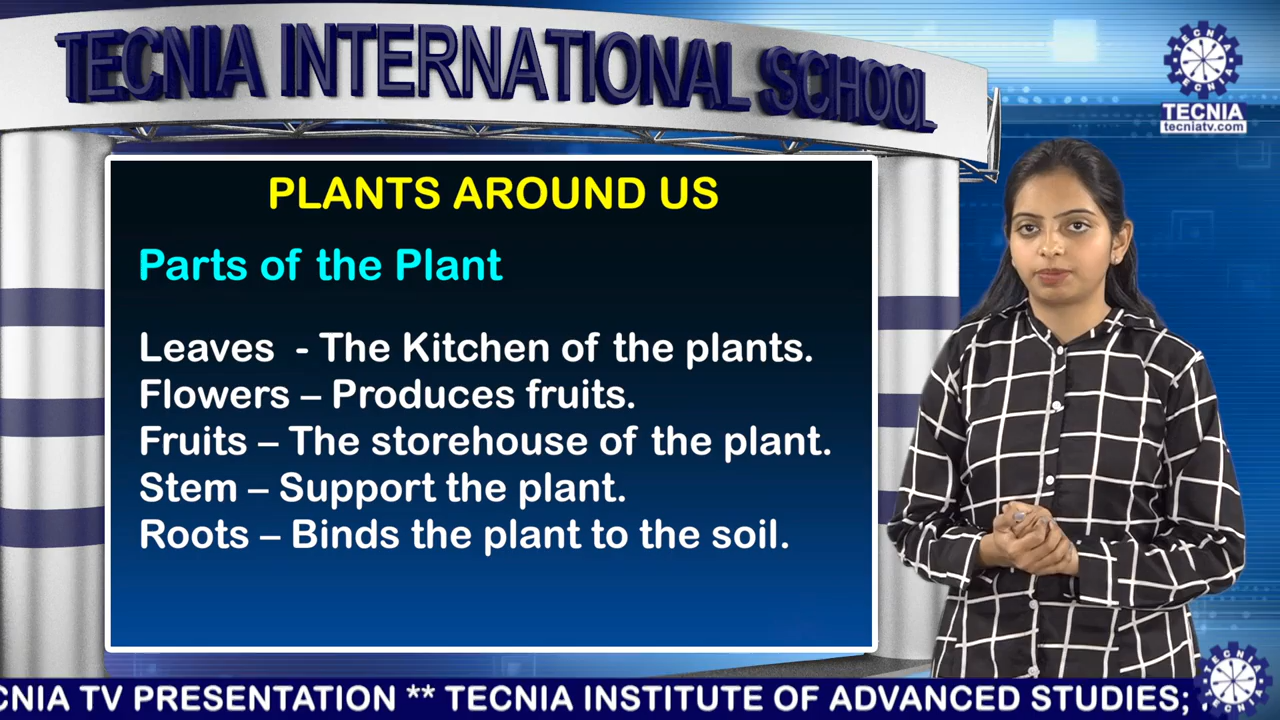 TECNIA INTERNATIONAL SCHOOL
TECNIA
TECNIA
tecniatv.com
PLANTS AROUND US
Parts of the Plant
Leaves - The Kitchen of the plants.
Flowers – Produces fruits.
Fruits – The storehouse of the plant.
Stem – Support the plant.
Roots – Binds the plant to the soil.
CNIA TV PRESENTATION ** TECNIA INSTITUTE OF ADVANCED STUDIES;
TECNIA